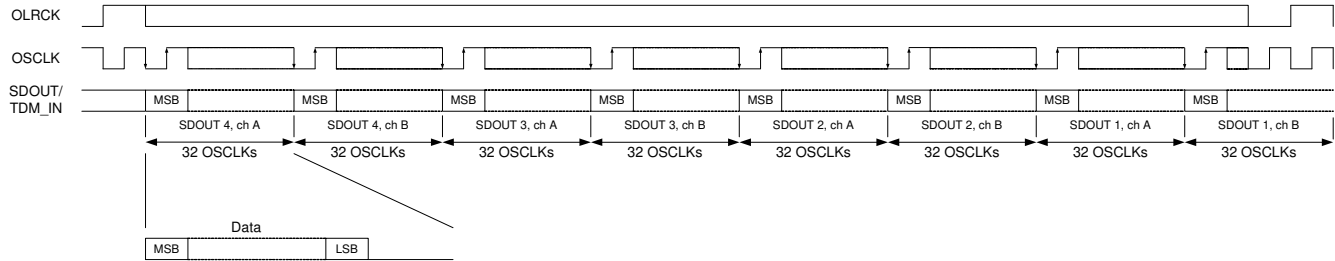 OLRCK
OSCLK
SDOUT/
TDM_IN
MSB MSB MSB MSB MSB MSB MSB MSB
SDOUT 4, ch A SDOUT 4, ch B SDOUT 3, ch A SDOUT 3, ch B SDOUT 2, ch A SDOUT 2, ch B SDOUT 1, ch A SDOUT 1, ch B
32 OSCLKs 32 OSCLKs 32 OSCLKs 32 OSCLKs 32 OSCLKs 32 OSCLKs 32 OSCLKs 32 OSCLKs
Data
MSB LSB